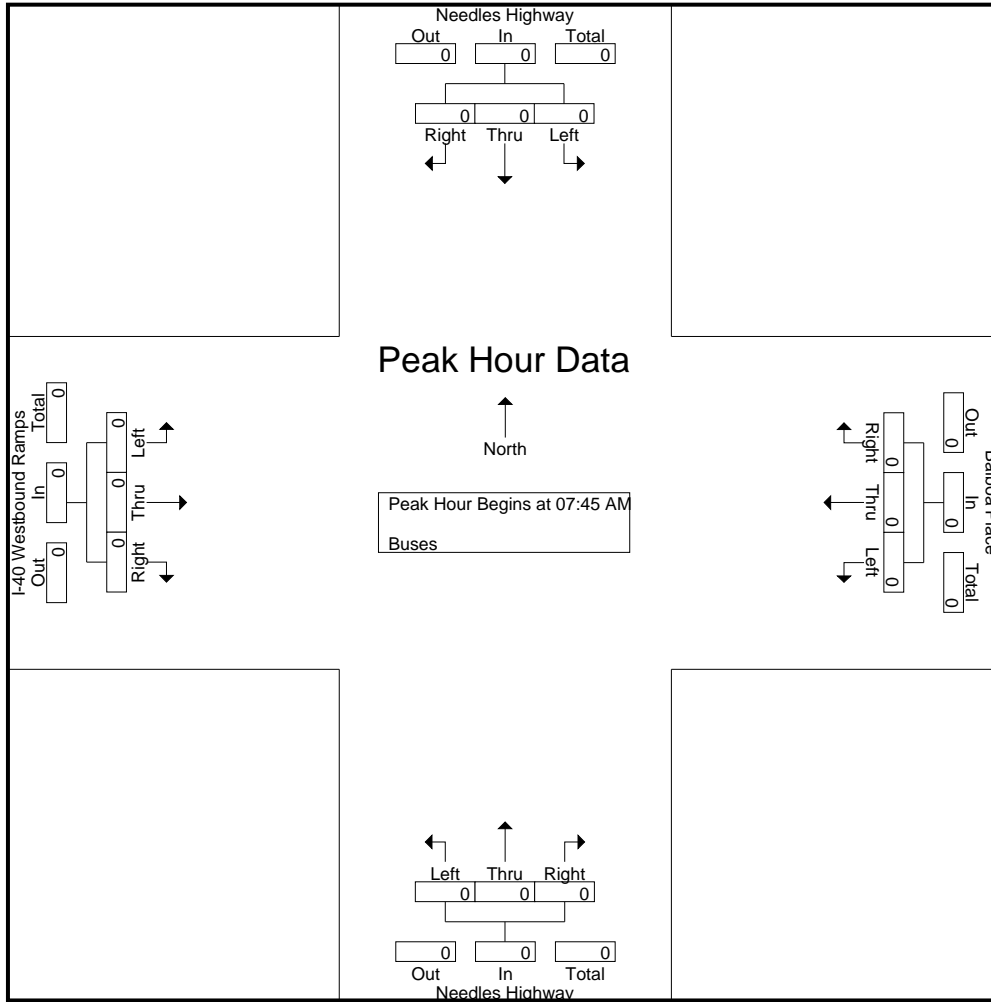 Needles Highway
Out In Total
0 0 0
0 0 0
Right Thru Left
Peak Hour Data
North
Peak Hour Begins at 07:45 AM
Buses
I-40 Westbound Ramps
Total In Out
0 0 0
0 0 0
Left Thru Right
Right Thru Left
0 0 0
0 0 0
Out In Total
Balboa Place
Left Thru Right
0 0 0
0 0 0
Out In Total
Needles Highway